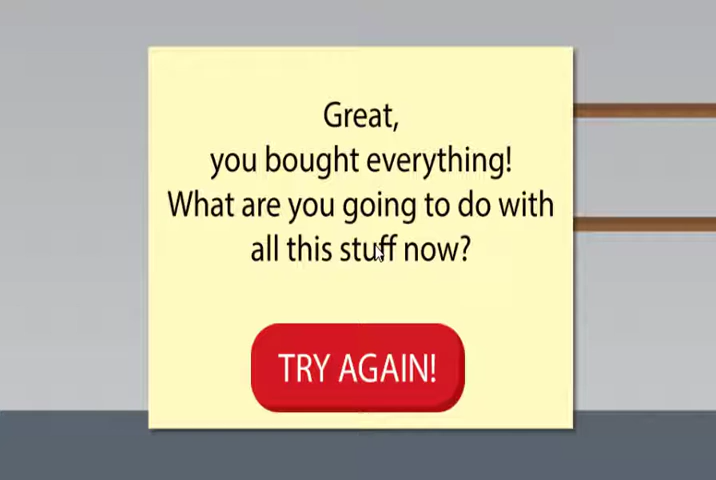 Great,
you bought everything!
What are you going to do with
all this stuff now?
TRY AGAIN!